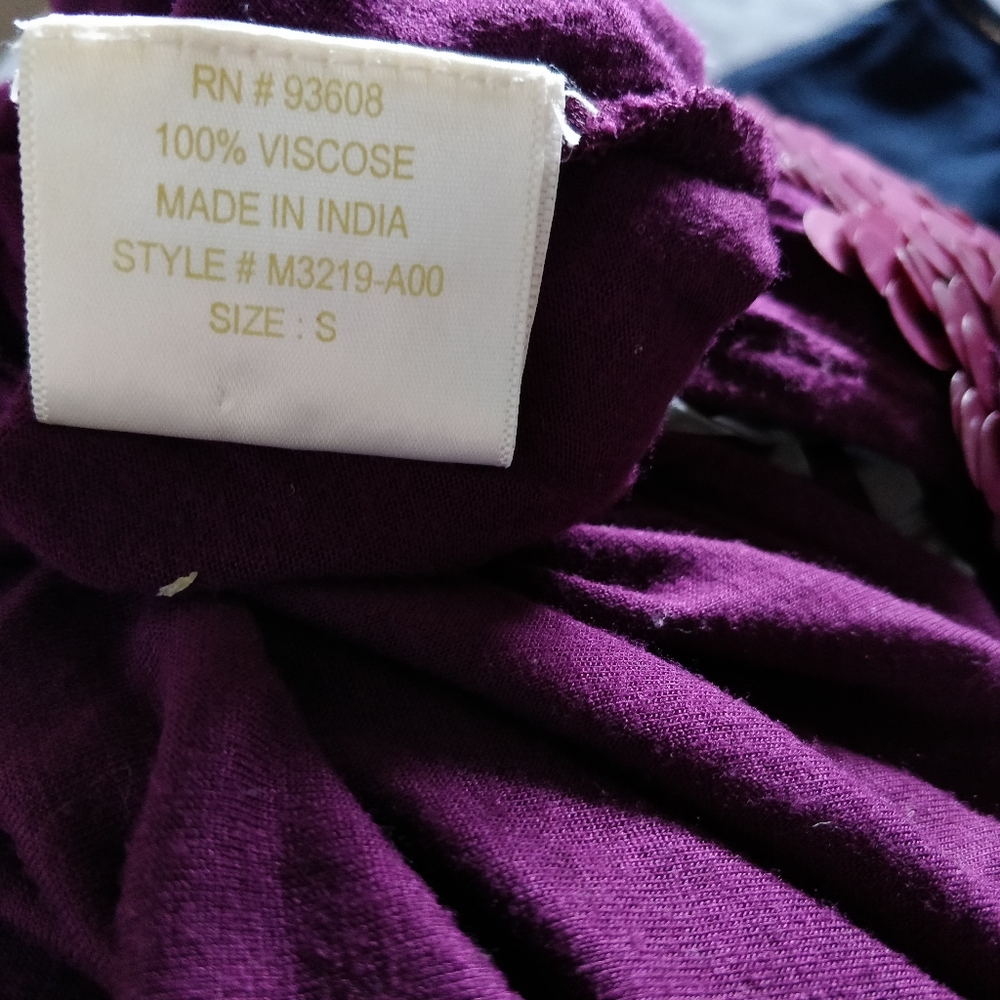 RN # 93608
100% VISCOSE
MADE IN INDIA
STYLE # M3219-A00
SIZE : S